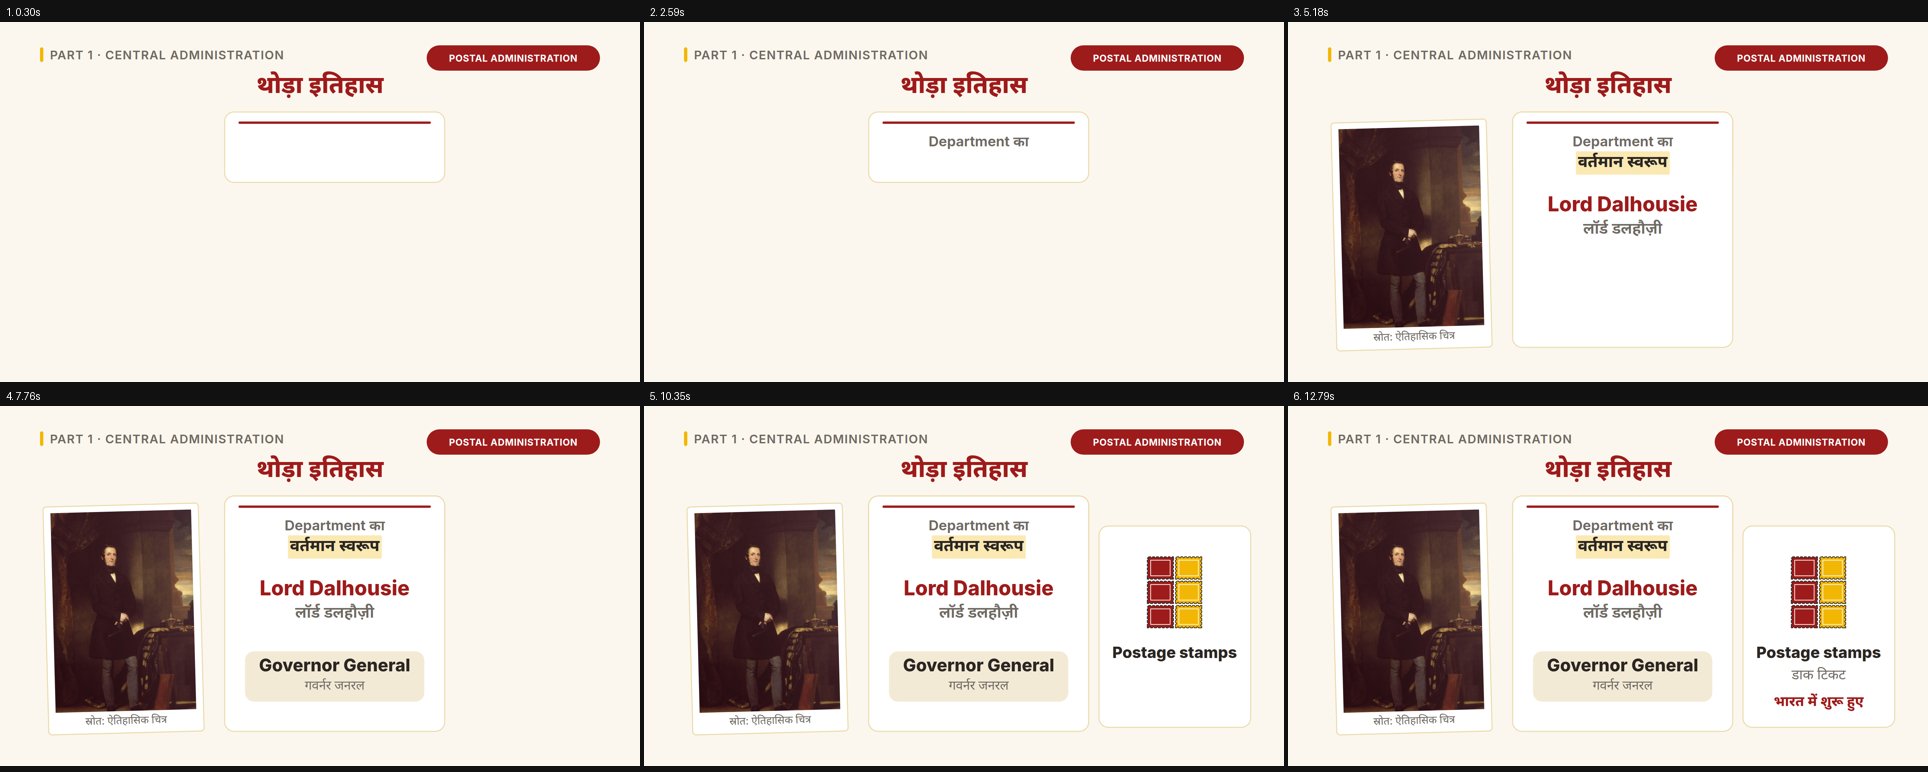 1. 0.30s
PART 1 · CENTRAL ADMINISTRATION
POSTAL ADMINISTRATION
थोड़ा इतिहास
2. 2.59s
PART 1 · CENTRAL ADMINISTRATION
POSTAL ADMINISTRATION
थोड़ा इतिहास
Department का
3. 5.18s
PART 1 · CENTRAL ADMINISTRATION
POSTAL ADMINISTRATION
थोड़ा इतिहास
Department का
वर्तमान स्वरूप
Lord Dalhousie
लॉर्ड डलहौज़ी
स्रोत: ऐतिहासिक चित्र
4. 7.76s
PART 1 · CENTRAL ADMINISTRATION
POSTAL ADMINISTRATION
थोड़ा इतिहास
Department का
वर्तमान स्वरूप
Lord Dalhousie
लॉर्ड डलहौज़ी
Governor General
गवर्नर जनरल
स्रोत: ऐतिहासिक चित्र
5. 10.35s
PART 1 · CENTRAL ADMINISTRATION
POSTAL ADMINISTRATION
थोड़ा इतिहास
Department का
वर्तमान स्वरूप
Lord Dalhousie
लॉर्ड डलहौज़ी
Governor General
गवर्नर जनरल
स्रोत: ऐतिहासिक चित्र
Postage stamps
6. 12.79s
PART 1 · CENTRAL ADMINISTRATION
POSTAL ADMINISTRATION
थोड़ा इतिहास
Department का
वर्तमान स्वरूप
Lord Dalhousie
लॉर्ड डलहौज़ी
Governor General
गवर्नर जनरल
स्रोत: ऐतिहासिक चित्र
Postage stamps
डाक टिकट
भारत में शुरू हुए